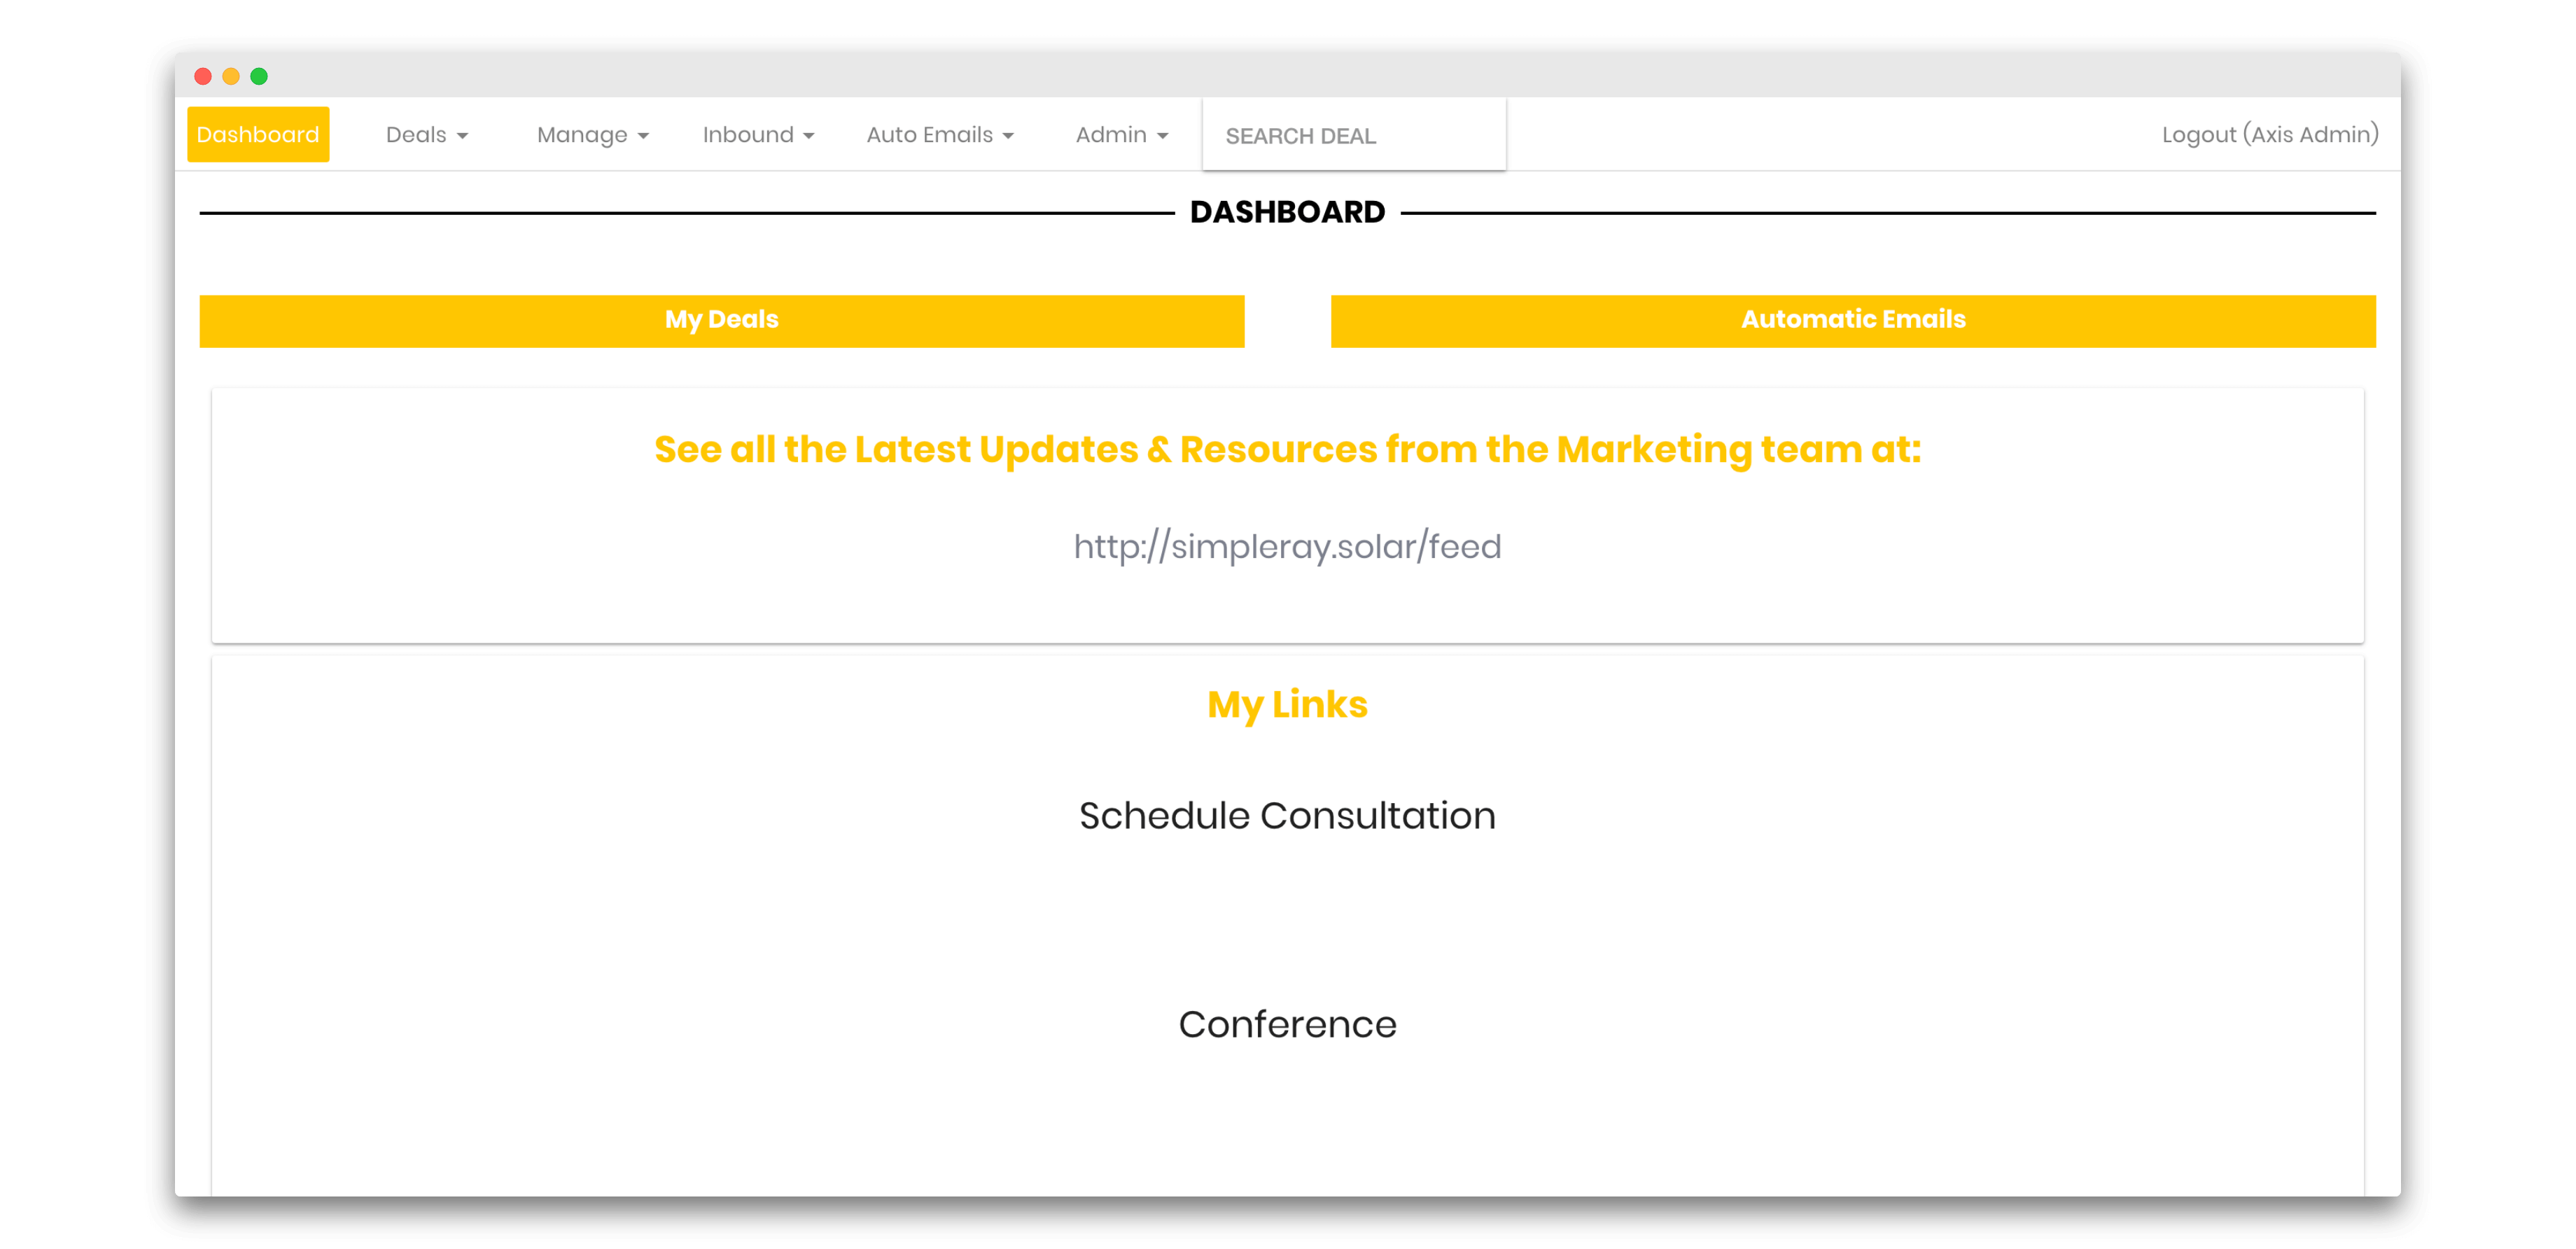 Dashboard Deals Manage Inbound Auto Emails Admin SEARCH DEAL Logout (Axis Admin)
DASHBOARD
My Deals Automatic Emails
See all the Latest Updates & Resources from the Marketing team at:
http://simpleray.solar/feed
My Links
Schedule Consultation
Conference